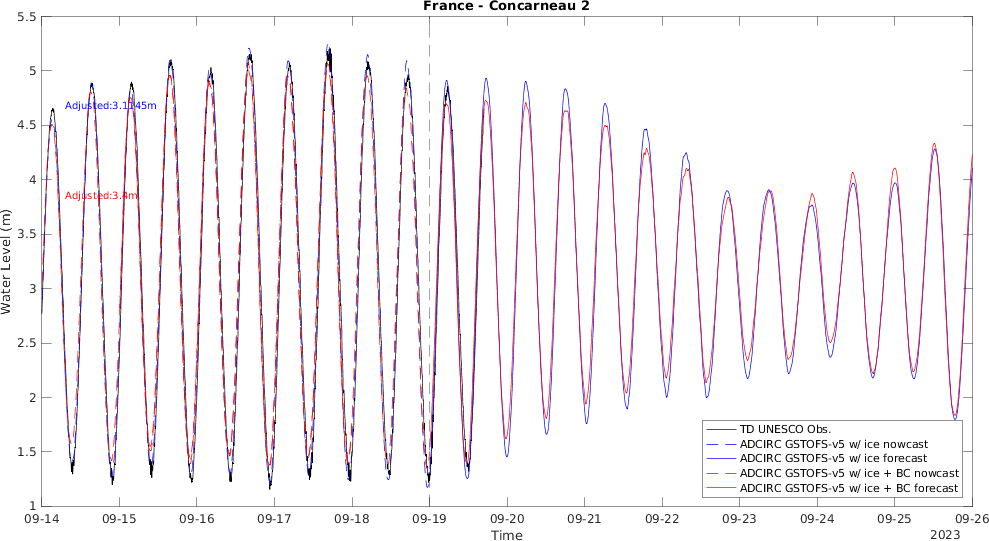 France - Concarneau 2
Water Level (m)
5.5
5
4.5
4
3.5
3
2.5
2
1.5
1
Adjusted:3.1145m
Adjusted:3.4m
TD UNESCO Obs.
ADCIRC GSTOFS-v5 w/ ice nowcast
ADCIRC GSTOFS-v5 w/ ice forecast
ADCIRC GSTOFS-v5 w/ ice + BC nowcast
ADCIRC GSTOFS-v5 w/ ice + BC forecast
09-14 09-15 09-16 09-17 09-18 09-19 09-20 09-21 09-22 09-23 09-24 09-25 09-26
Time
2023